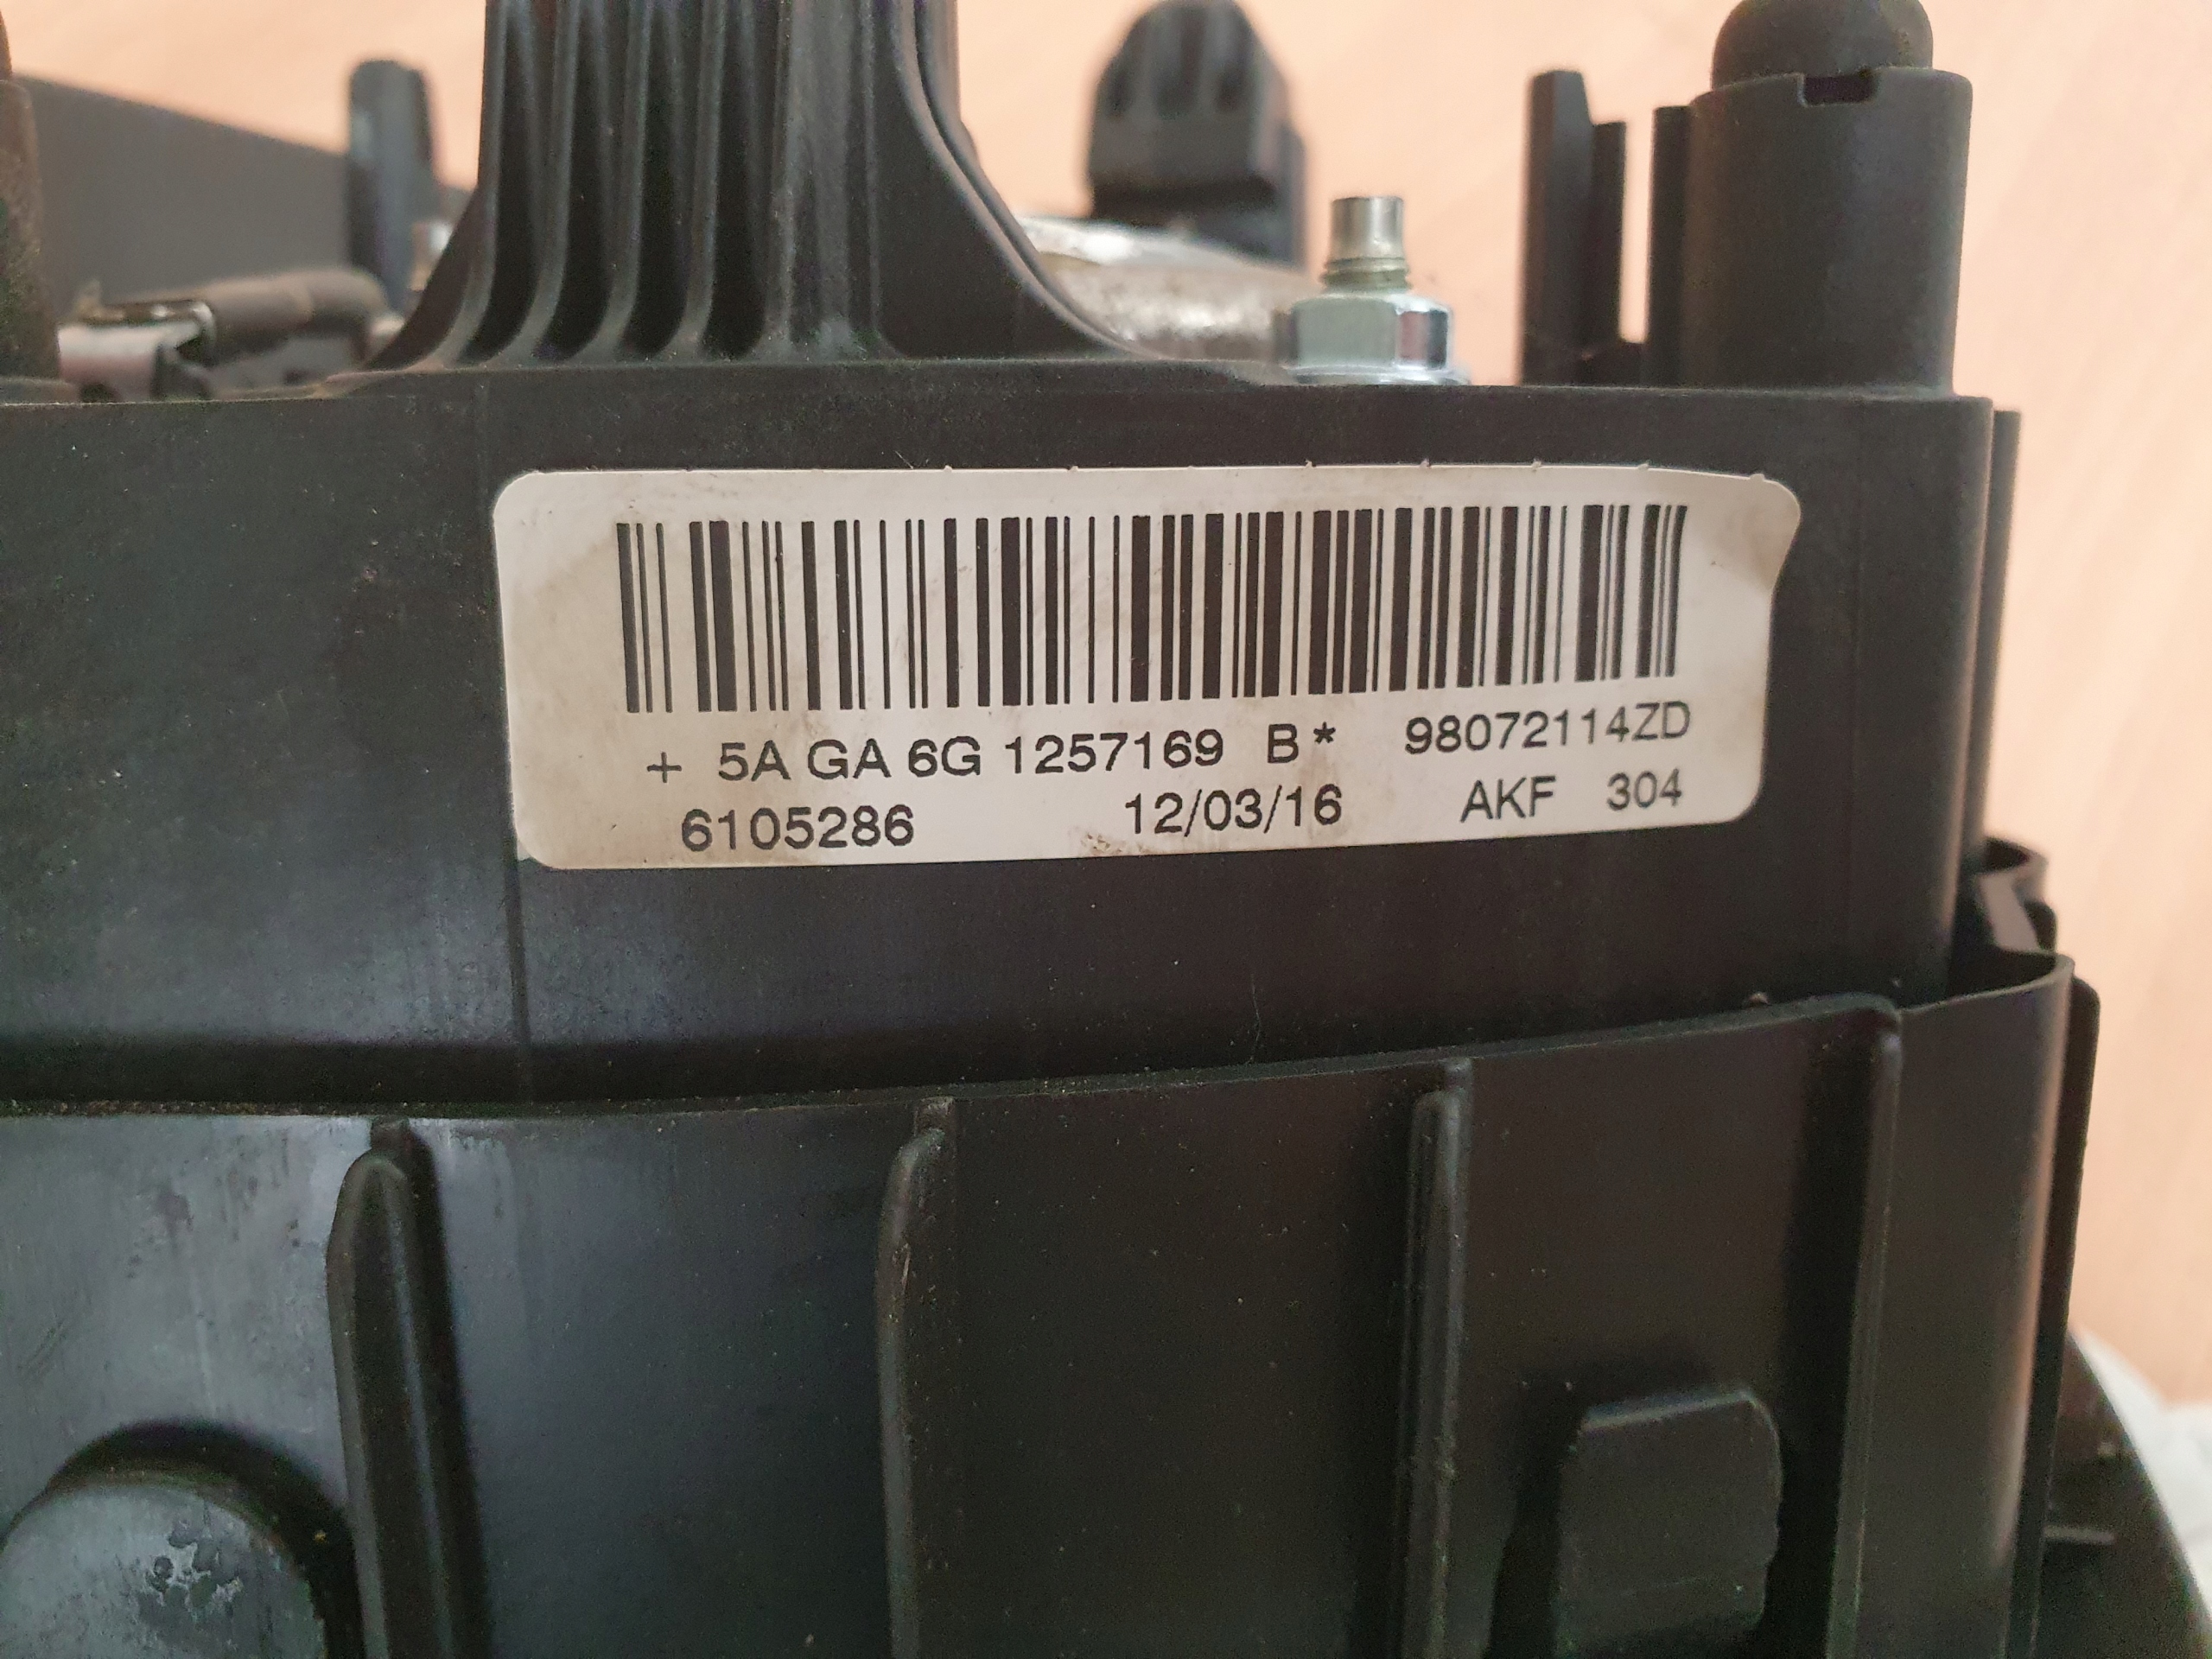 + 5A GA 6G 1257169 B* 98072114ZD
6105286 12/03/16 AKF 304